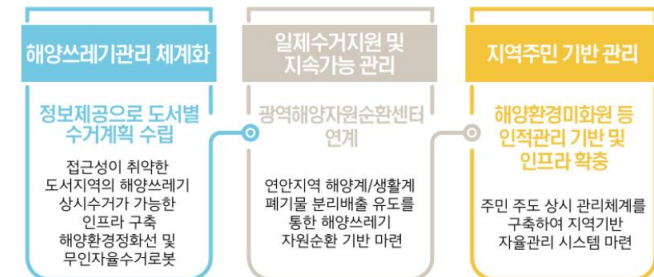 해양쓰레기관리 체계화
정보제공으로 도서별
수거계획 수립
접근성이 취약한
도서지역의 해양쓰레기
상시수거가 가능한
인프라 구축
해양환경정화선 및
무인자율수거로봇
일제수거지원 및
지속가능 관리
광역해양자원순환센터
연계
연안지역 해양계/생활계
폐기물 분리배출 유도를
통한 해양쓰레기
자원순환 기반 마련
지역주민 기반 관리
해양환경미화원 등
인적관리 기반 및
인프라 확충
주민 주도 상시 관리체계를
구축하여 지역기반
자율관리 시스템 마련